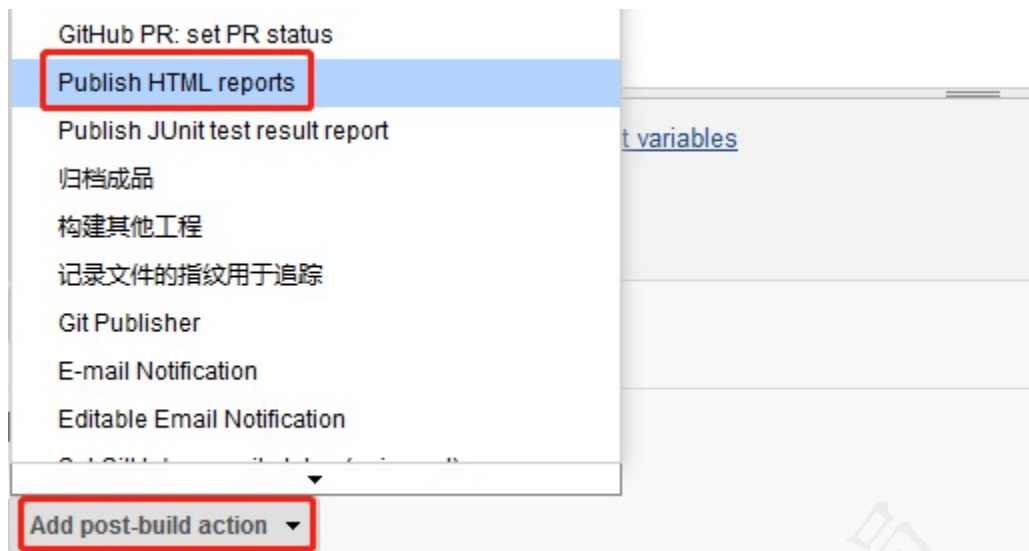 GitHub PR: set PR status
Publish HTML reports
Publish JUnit test result report
t variables
归档成品
构建其他工程
记录文件的指纹用于追踪
Git Publisher
E-mail Notification
Editable Email Notification
Add post-build action